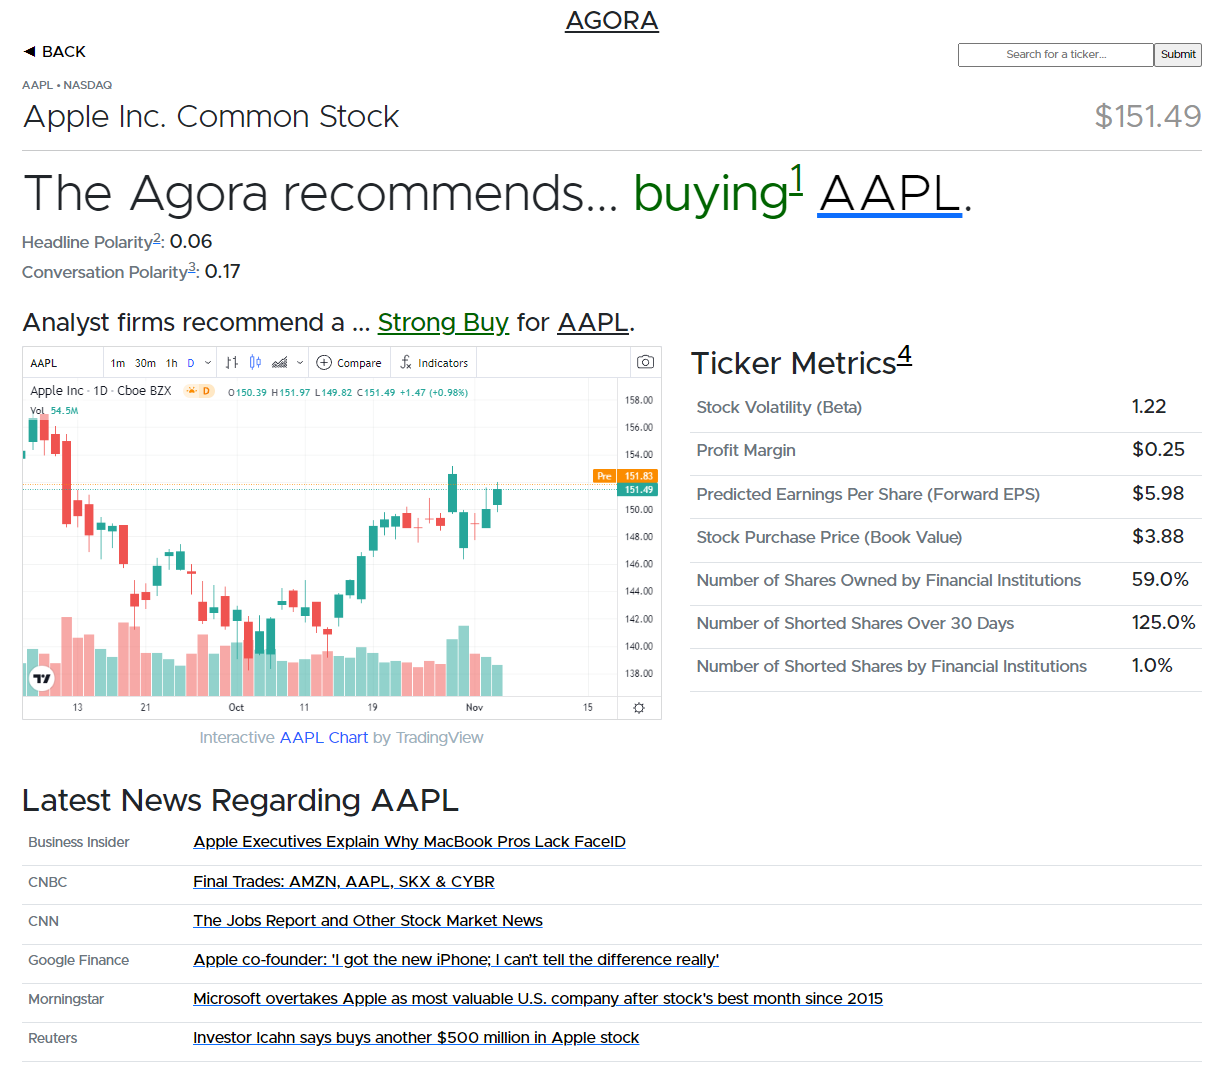 AGORA
◄ BACK
Search for a ticker... Submit
AAPL • NASDAQ
Apple Inc. Common Stock $151.49
The Agora recommends... buying1 AAPL.
Headline Polarity2: 0.06
Conversation Polarity3: 0.17
Analyst firms recommend a ... Strong Buy for AAPL.
AAPL 1m 30m 1h D Compare Indicators
Apple Inc · 1D · Cboe BZX D O150.39 H151.97 L149.82 C151.49 +1.47 (+0.98%)
Vol 54.5M
158.00
156.00
154.00
Pre 151.83
151.49
150.00
148.00
146.00
144.00
142.00
140.00
138.00
13 21 Oct 11 19 Nov 15
Interactive AAPL Chart by TradingView
Ticker Metrics4
Stock Volatility (Beta) 1.22
Profit Margin $0.25
Predicted Earnings Per Share (Forward EPS) $5.98
Stock Purchase Price (Book Value) $3.88
Number of Shares Owned by Financial Institutions 59.0%
Number of Shorted Shares Over 30 Days 125.0%
Number of Shorted Shares by Financial Institutions 1.0%
Latest News Regarding AAPL
Business Insider Apple Executives Explain Why MacBook Pros Lack FaceID
CNBC Final Trades: AMZN, AAPL, SKX & CYBR
CNN The Jobs Report and Other Stock Market News
Google Finance Apple co-founder: 'I got the new iPhone; I can't tell the difference really'
Morningstar Microsoft overtakes Apple as most valuable U.S. company after stock's best month since 2015
Reuters Investor Icahn says buys another $500 million in Apple stock